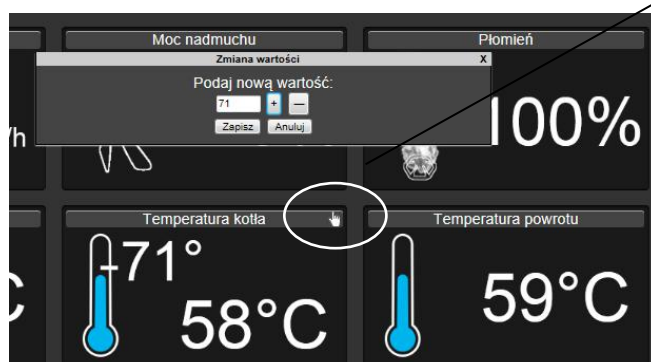 Moc nadmuchu
Płomień
Zmiana wartości X
Podaj nową wartość:
71 + —
Zapisz Anuluj
/h
100%
Temperatura kotła
Temperatura powrotu
71°
C
58°C
59°C